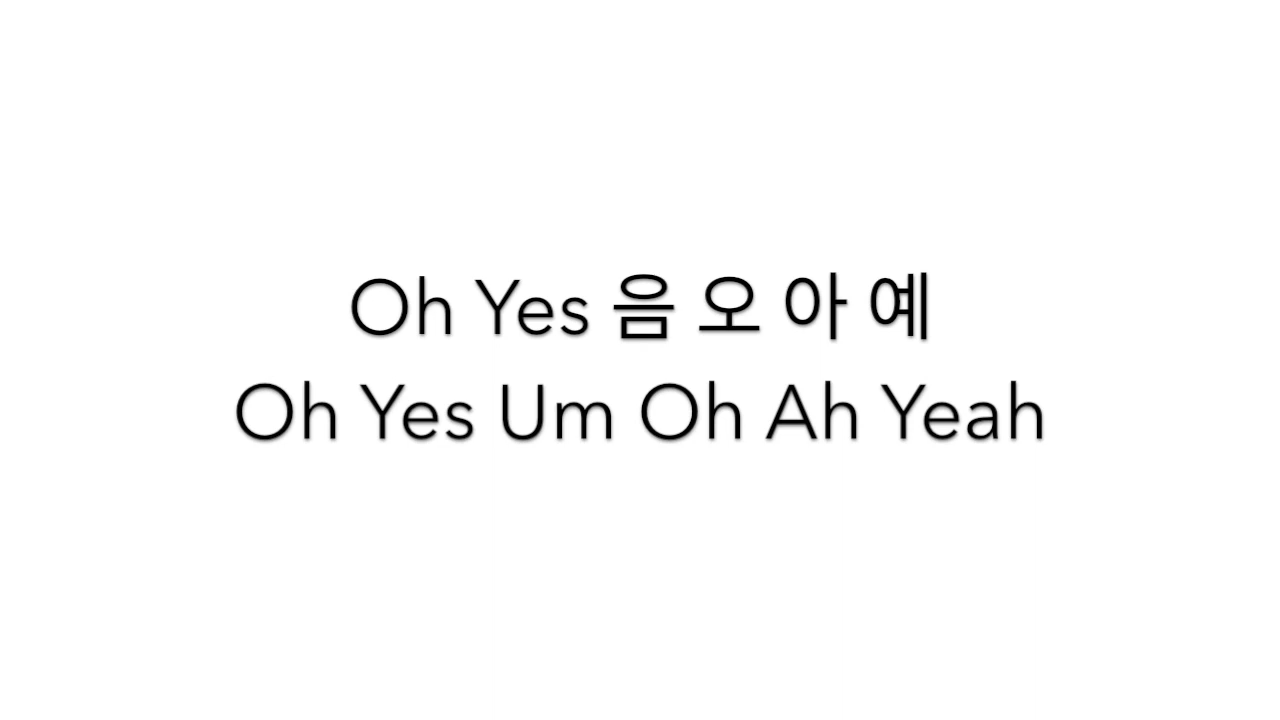 Oh Yes 음 오 아 예
Oh Yes Um Oh Ah Yeah